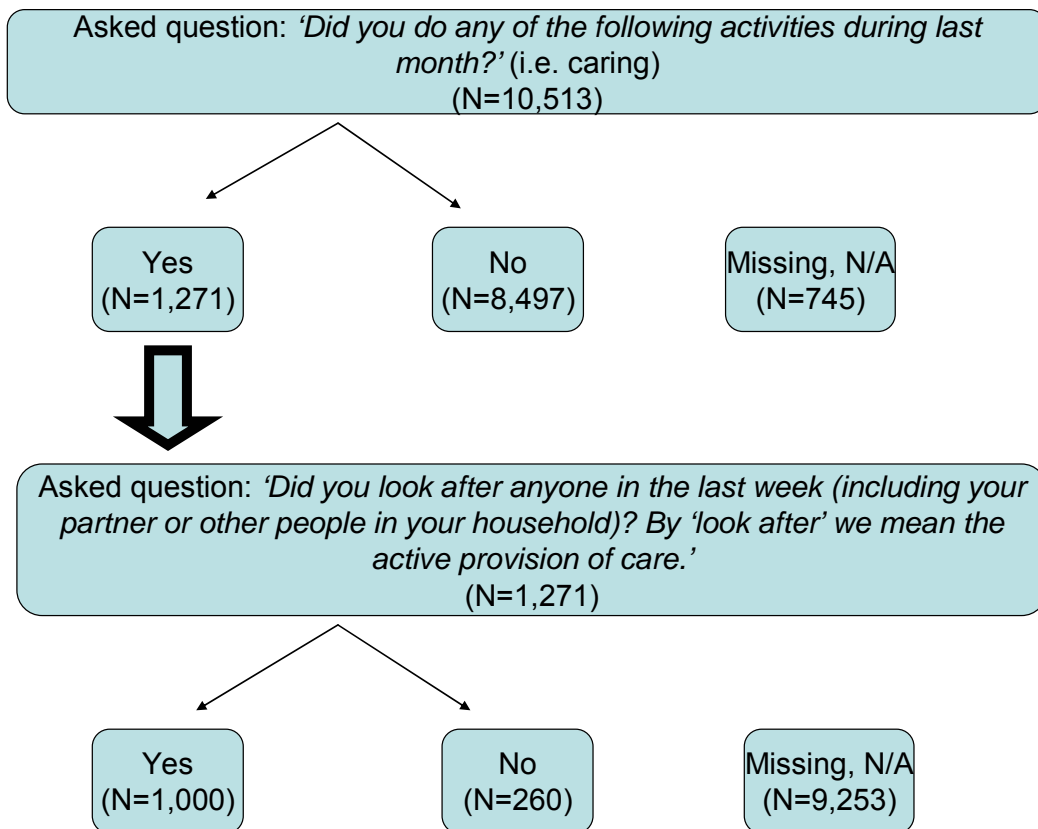 Asked question: ‘Did you do any of the following activities during last
month?’ (i.e. caring)
(N=10,513)
Yes
(N=1,271)
No
(N=8,497)
Missing, N/A
(N=745)
Asked question: ‘Did you look after anyone in the last week (including your
partner or other people in your household)? By ‘look after’ we mean the
active provision of care.’
(N=1,271)
Yes
(N=1,000)
No
(N=260)
Missing, N/A
(N=9,253)